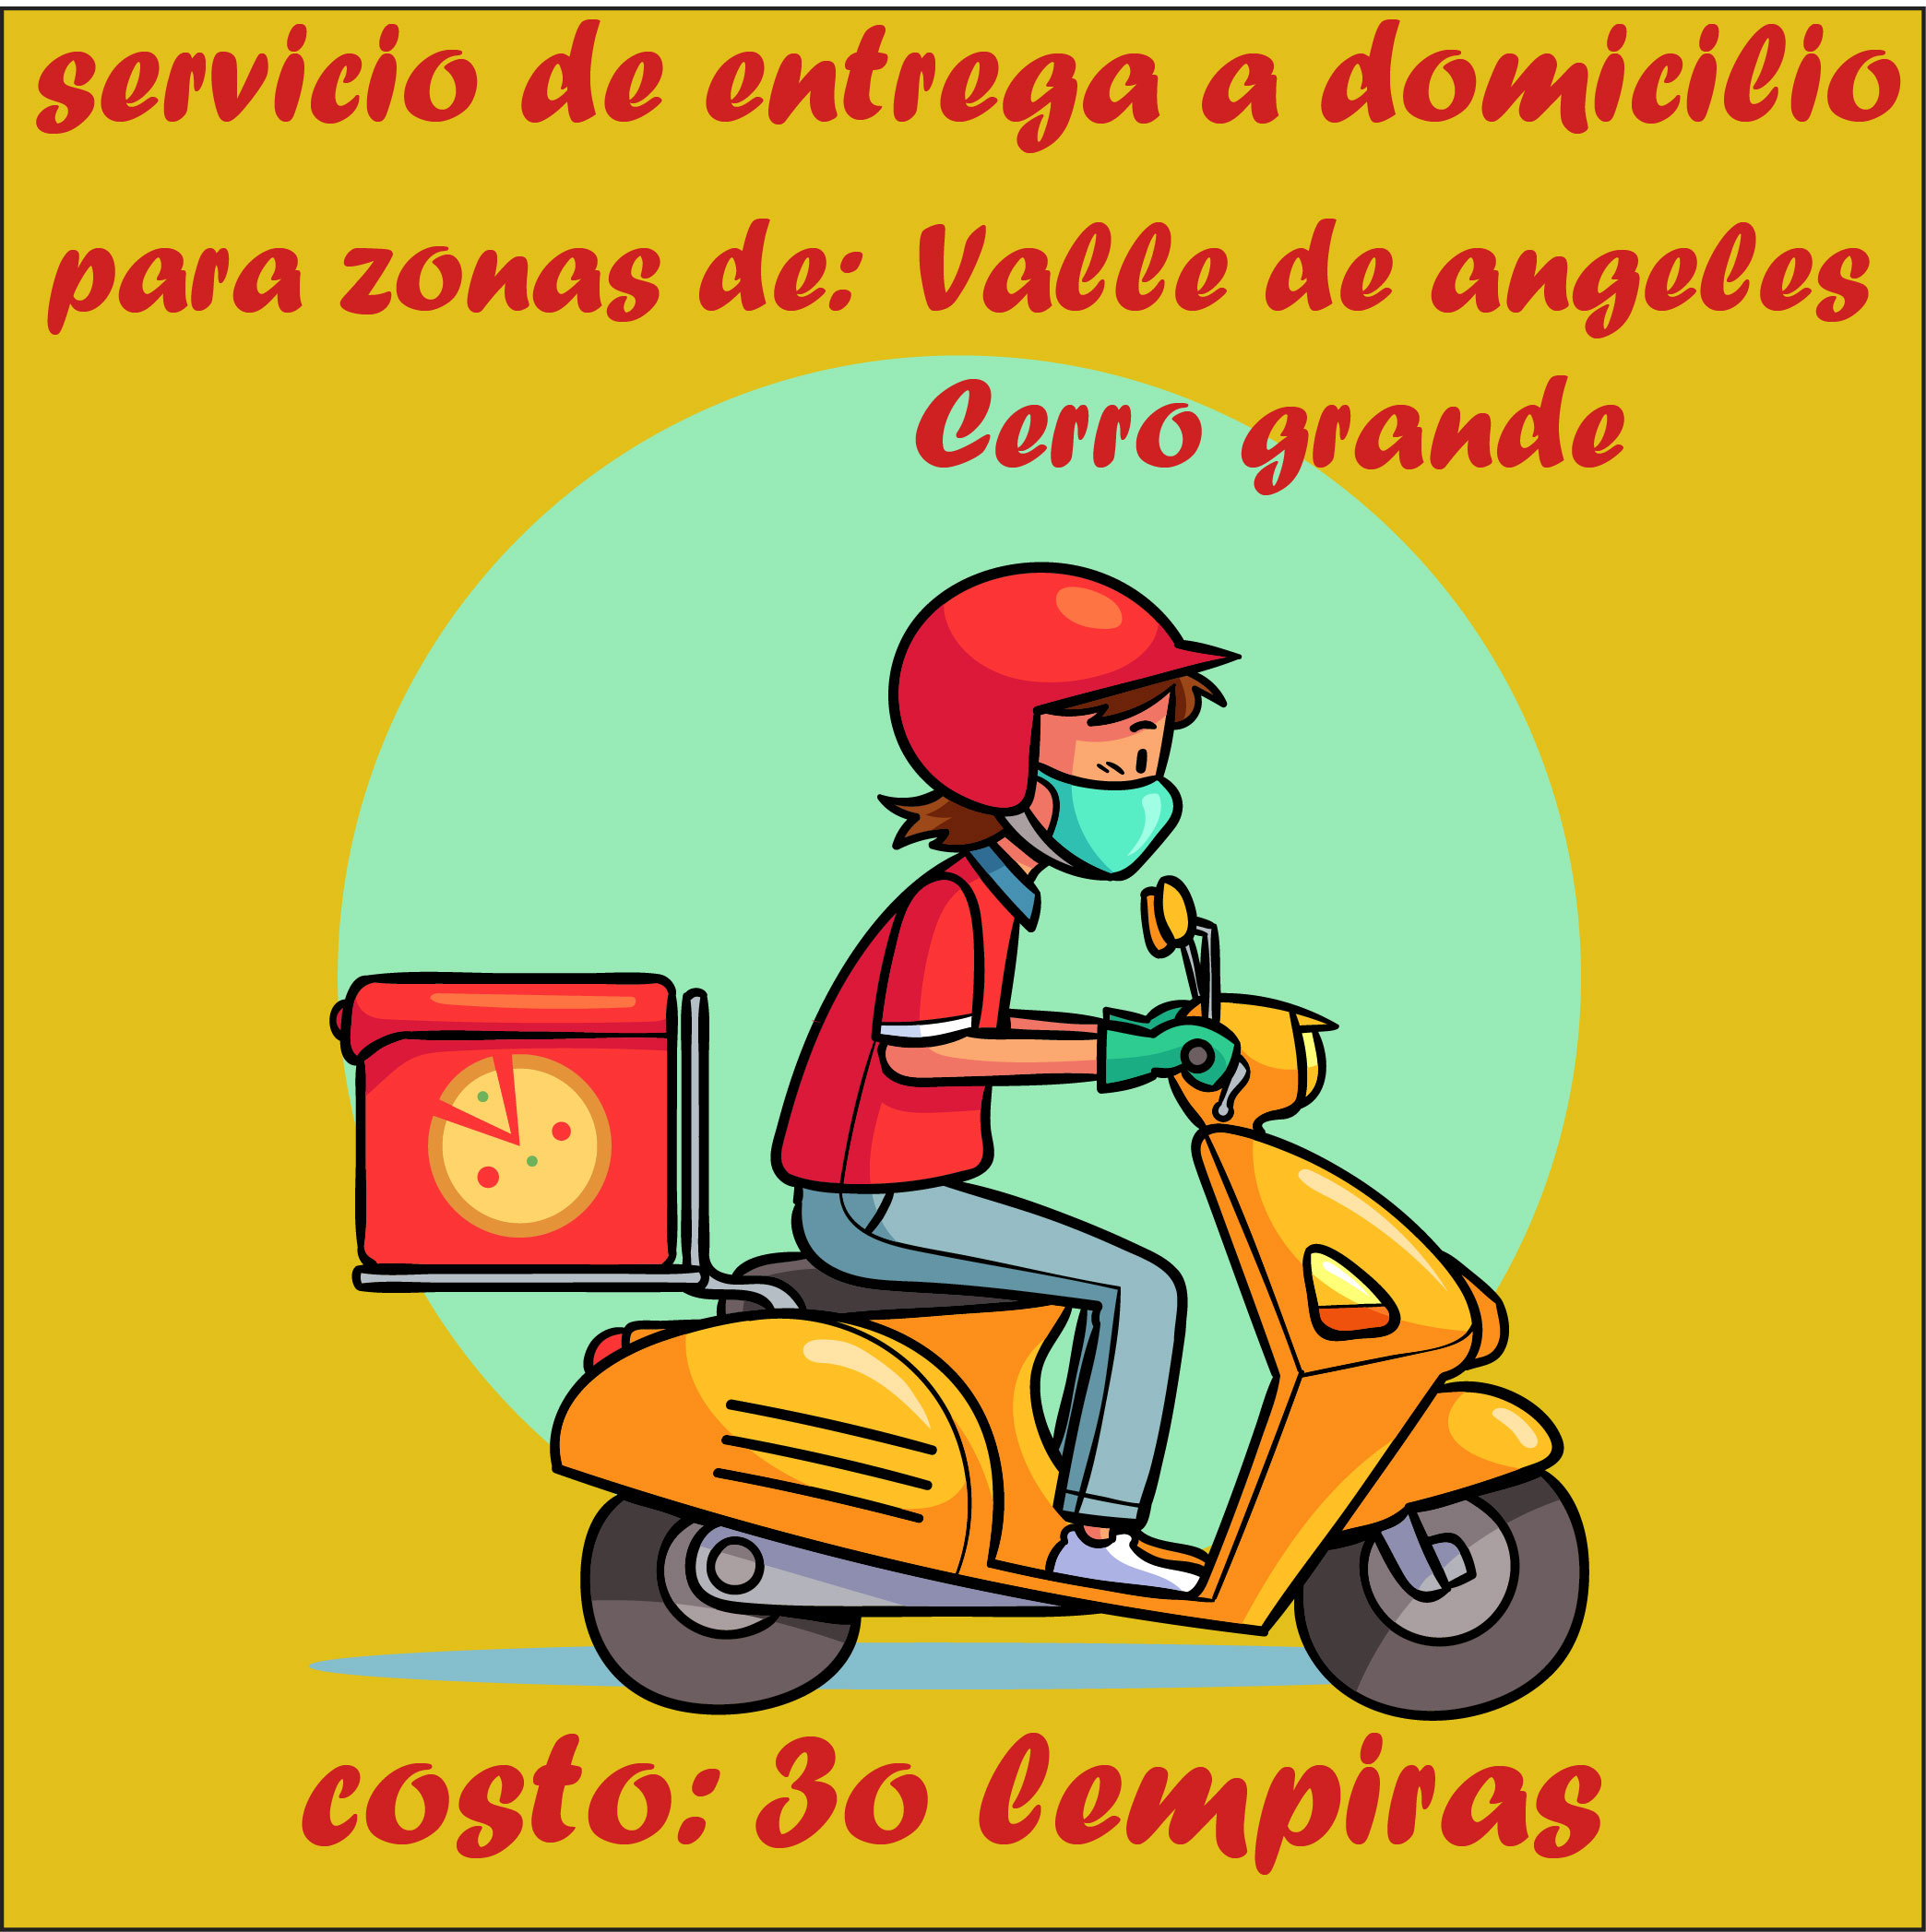 servicio de entrega a domicilio
para zonas de: Valle de angeles
Cerro grande
costo: 30 lempiras